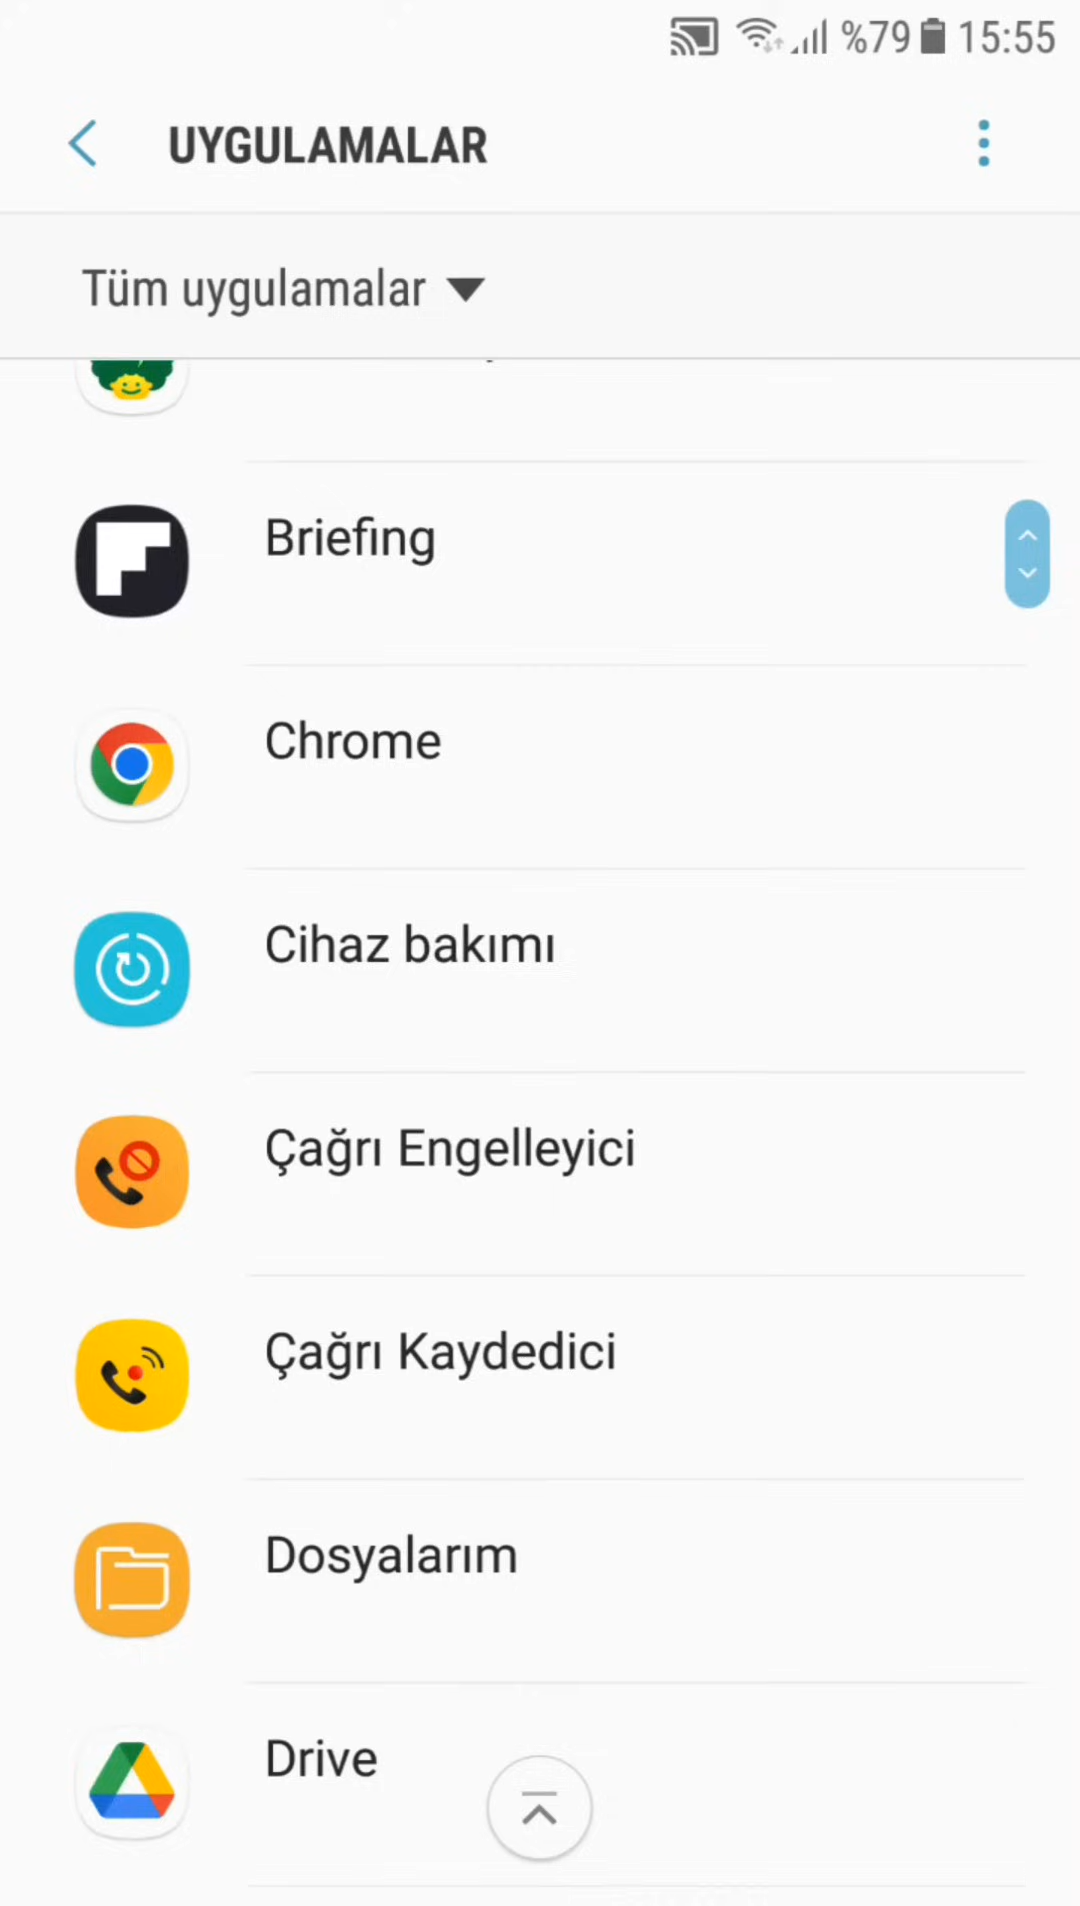 %79 15:55
UYGULAMALAR
Tüm uygulamalar
Briefing
Chrome
Cihaz bakımı
Çağrı Engelleyici
Çağrı Kaydedici
Dosyalarım
Drive